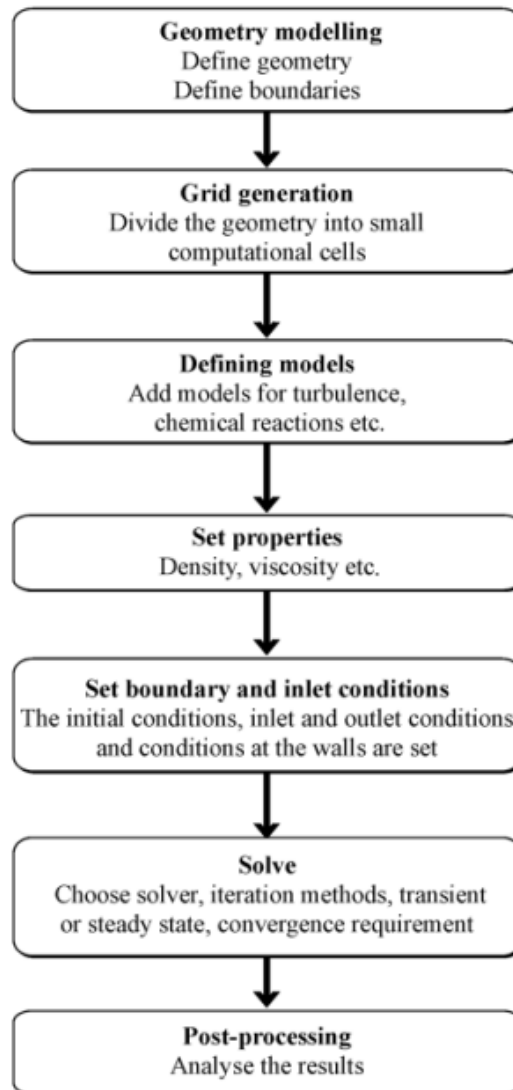 Geometry modelling
Define geometry
Define boundaries
Grid generation
Divide the geometry into small
computational cells
Defining models
Add models for turbulence,
chemical reactions etc.
Set properties
Density, viscosity etc.
Set boundary and inlet conditions
The initial conditions, inlet and outlet conditions
and conditions at the walls are set
Solve
Choose solver, iteration methods, transient
or steady state, convergence requirement
Post-processing
Analyse the results